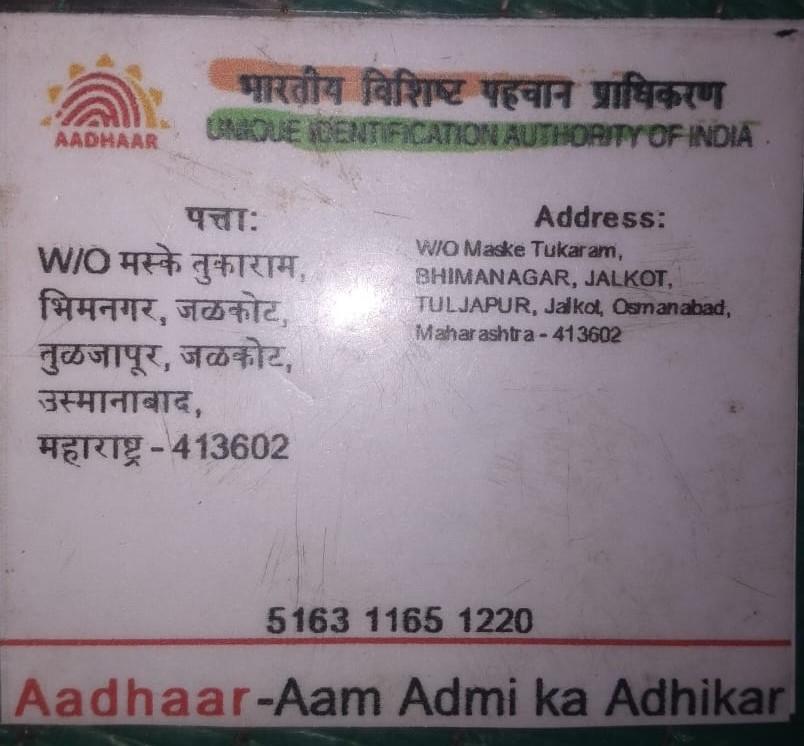 भारतीय विशिष्ट पहचान प्राधिकरण
AADHAAR
UNIQUE IDENTIFICATION AUTHORITY OF INDIA
पत्ता:
W/O मस्के तुकाराम,
भिमनगर, जळकोट,
तुळजापूर, जळकोट,
उस्मानाबाद,
महाराष्ट्र - 413602
Address:
W/O Maske Tukaram,
BHIMANAGAR, JALKOT,
TULJAPUR, Jalkot, Osmanabad,
Maharashtra - 413602
5163 1165 1220
Aadhaar-Aam Admi ka Adhikar